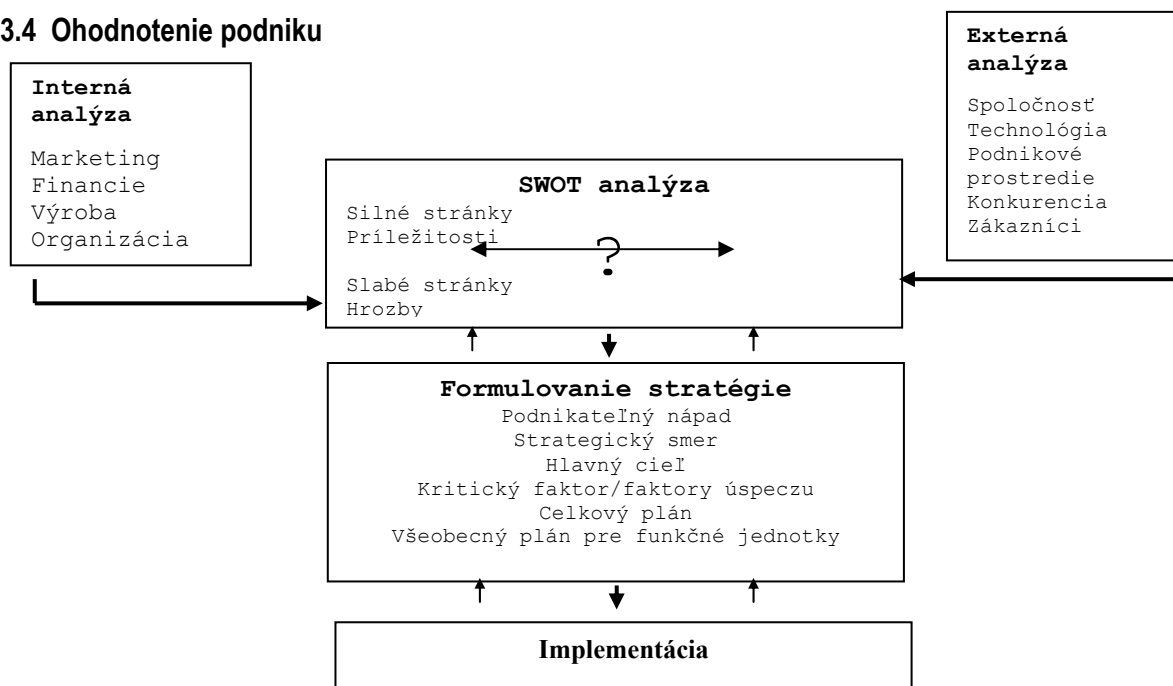 3.4 Ohodnotenie podniku
Interná
analýza
Marketing
Financie
Výroba
Organizácia
Externá
analýza
Spoločnosť
Technológia
Podnikové
prostredie
Konkurencia
Zákazníci
SWOT analýza
Silné stránky
Príležitosti
?
Slabé stránky
Hrozby
Formulovanie stratégie
Podnikateľný nápad
Strategický smer
Hlavný cieľ
Kritický faktor/faktory úspeczu
Celkový plán
Všeobecný plán pre funkčné jednotky
Implementácia